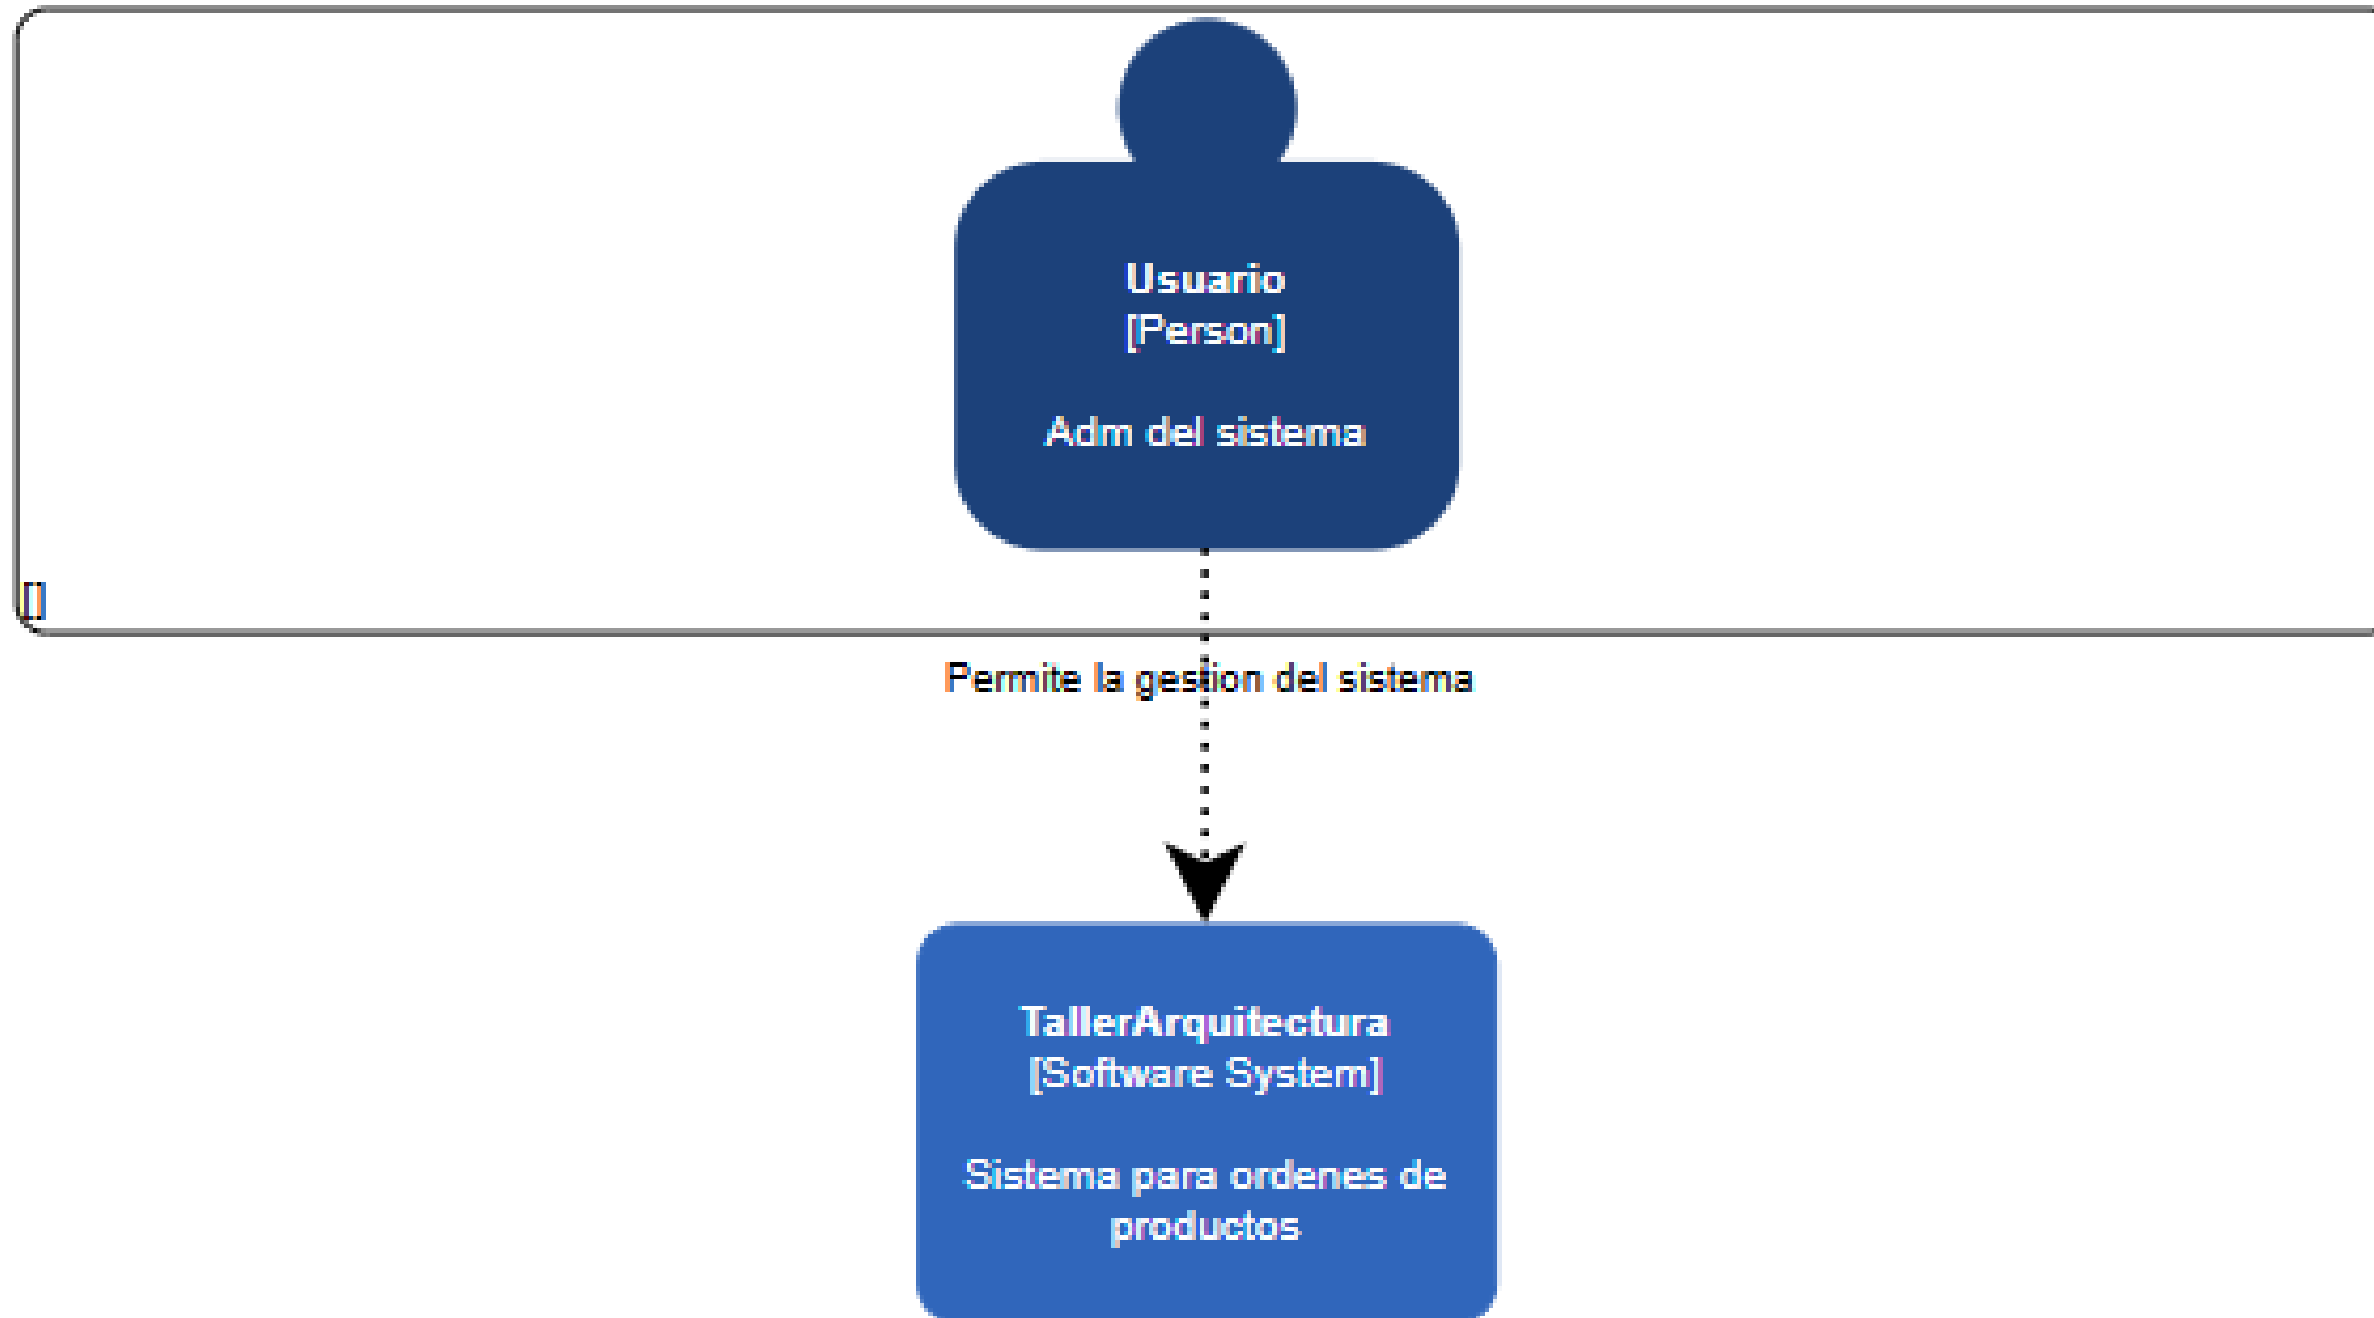 Usuario
[Person]
Adm del sistema
[]
Permite la gestion del sistema
TallerArquitectura
[Software System]
Sistema para ordenes de
productos